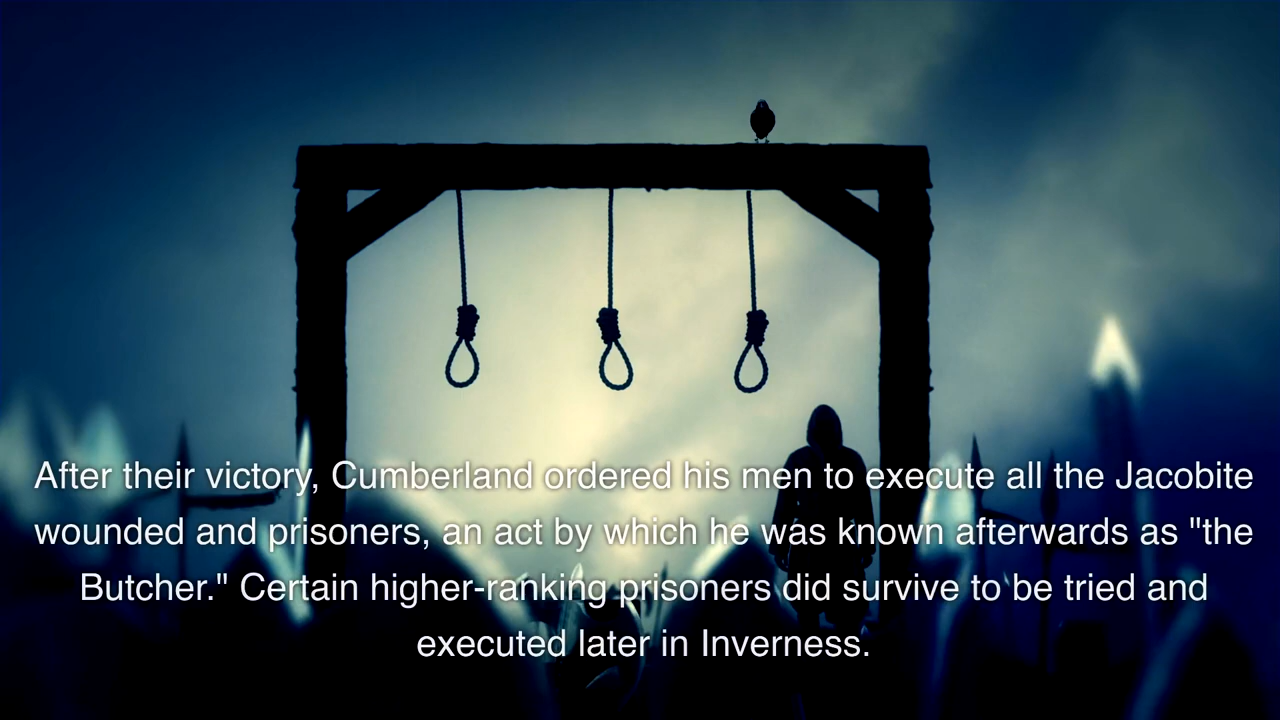 After their victory, Cumberland ordered his men to execute all the Jacobite
wounded and prisoners, an act by which he was known afterwards as "the
Butcher." Certain higher-ranking prisoners did survive to be tried and
executed later in Inverness.